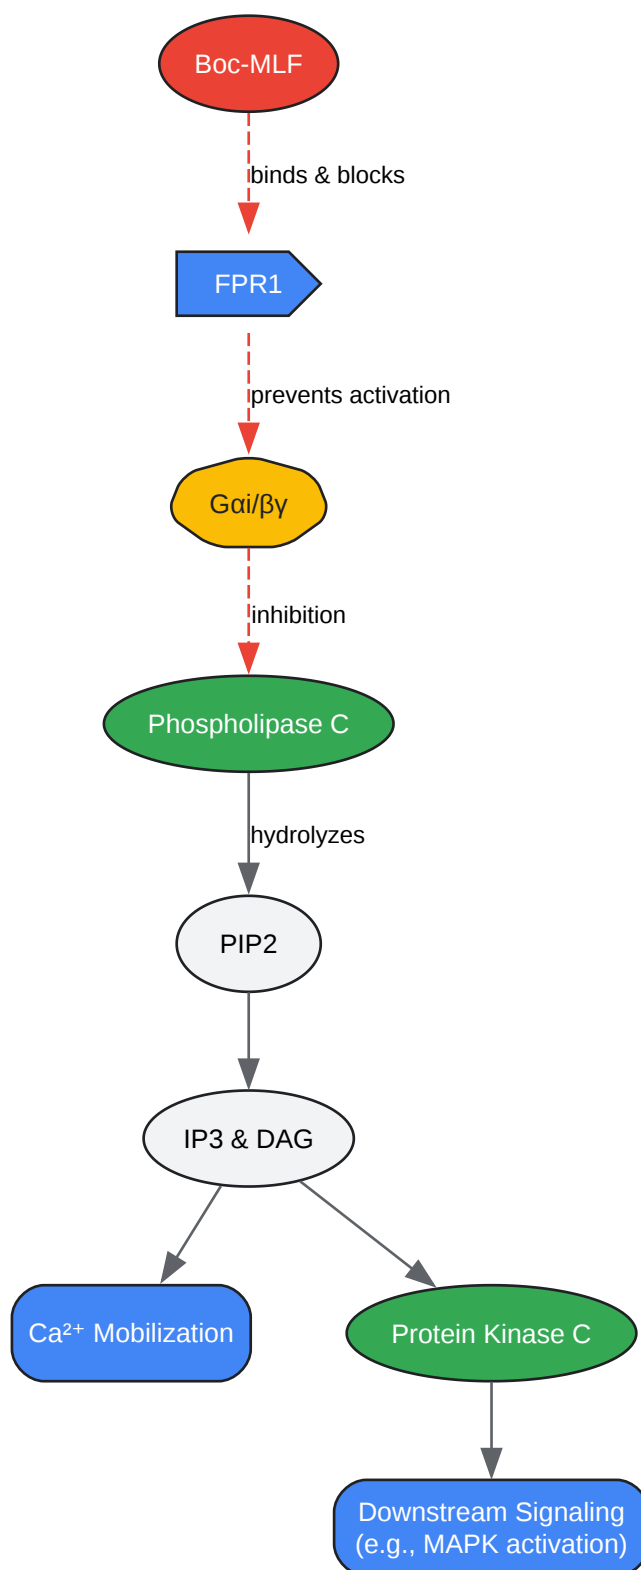 Boc-MLF
binds & blocks
FPR1
prevents activation
Gαi/βγ
inhibition
Phospholipase C
hydrolyzes
PIP2
IP3 & DAG
Ca²⁺ Mobilization
Protein Kinase C
Downstream Signaling
(e.g., MAPK activation)